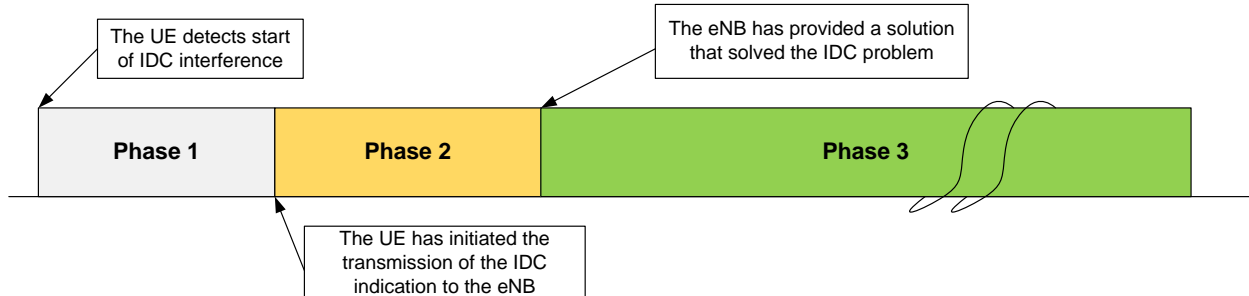 The UE detects start
of IDC interference
The eNB has provided a solution
that solved the IDC problem
Phase 1
Phase 2
Phase 3
The UE has initiated the
transmission of the IDC
indication to the eNB